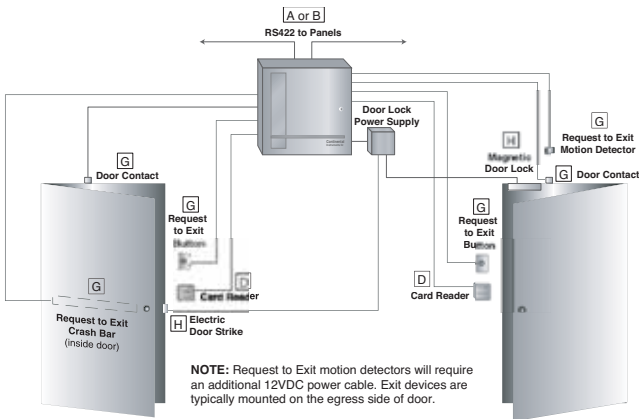 A or B
RS422 to Panels
Door Lock
Power Supply
G
Request to Exit
Motion Detector
H
Magnetic
Door Lock
G Door Contact
G
Door Contact
G
Request
to Exit
Button
G
Request
to Exit
Button
D
Card Reader
D
Card Reader
G
Request to Exit
Crash Bar
(inside door)
H Electric
Door Strike
NOTE: Request to Exit motion detectors will require
an additional 12VDC power cable. Exit devices are
typically mounted on the egress side of door.